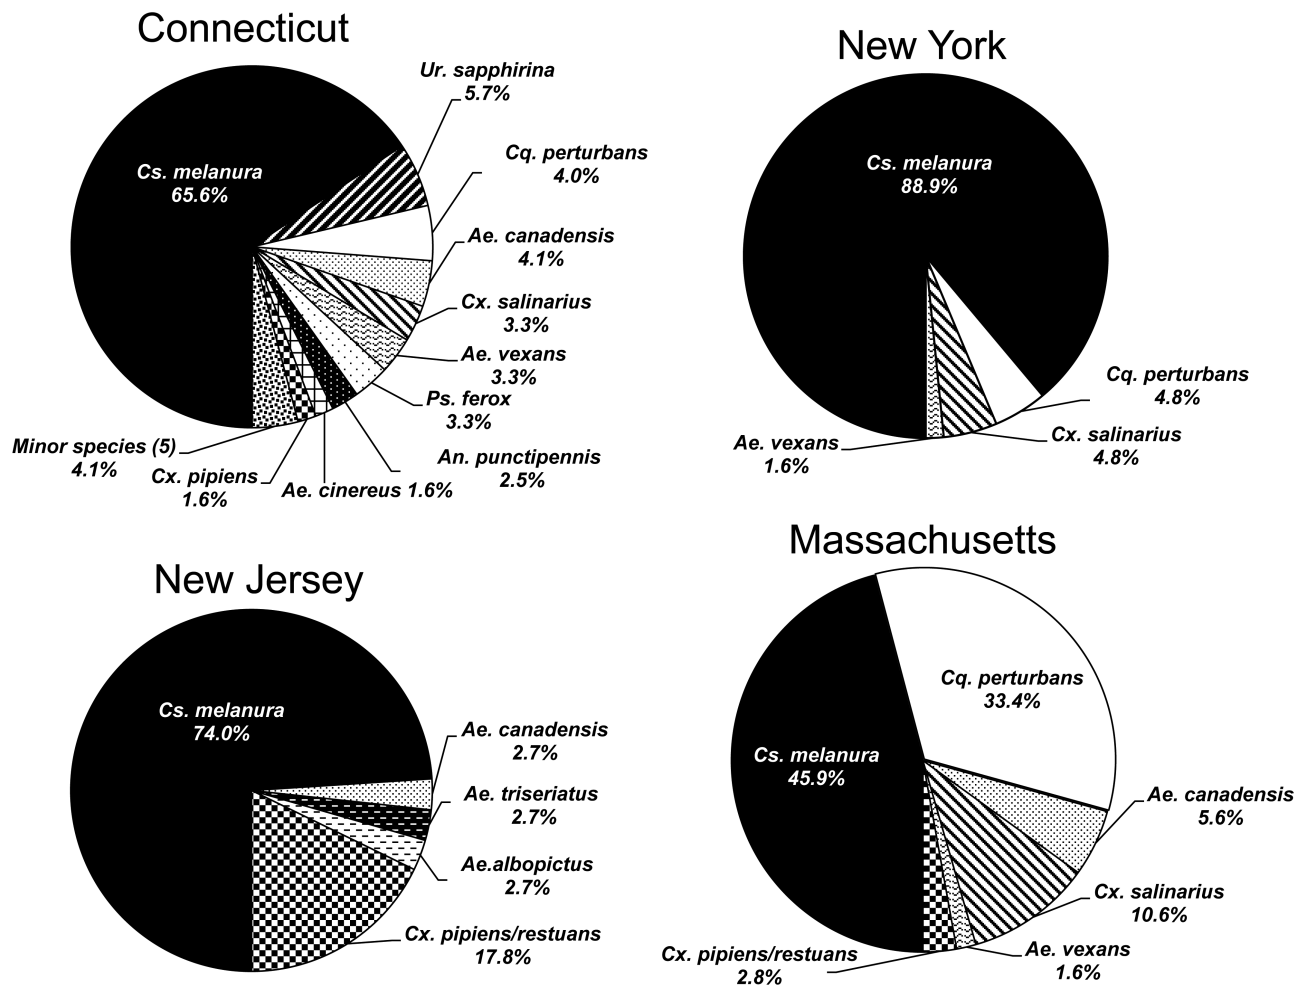 Connecticut
Ur. sapphirina
5.7%
Cs. melanura
65.6%
Cq. perturbans
4.0%
Ae. canadensis
4.1%
Cx. salinarius
3.3%
Ae. vexans
3.3%
Ps. ferox
3.3%
An. punctipennis
2.5%
Ae. cinereus 1.6%
Cx. pipiens
1.6%
Minor species (5)
4.1%
New York
Cs. melanura
88.9%
Cq. perturbans
4.8%
Cx. salinarius
4.8%
Ae. vexans
1.6%
New Jersey
Cs. melanura
74.0%
Ae. canadensis
2.7%
Ae. triseriatus
2.7%
Ae.albopictus
2.7%
Cx. pipiens/restuans
17.8%
Massachusetts
Cq. perturbans
33.4%
Cs. melanura
45.9%
Ae. canadensis
5.6%
Cx. salinarius
10.6%
Ae. vexans
1.6%
Cx. pipiens/restuans
2.8%